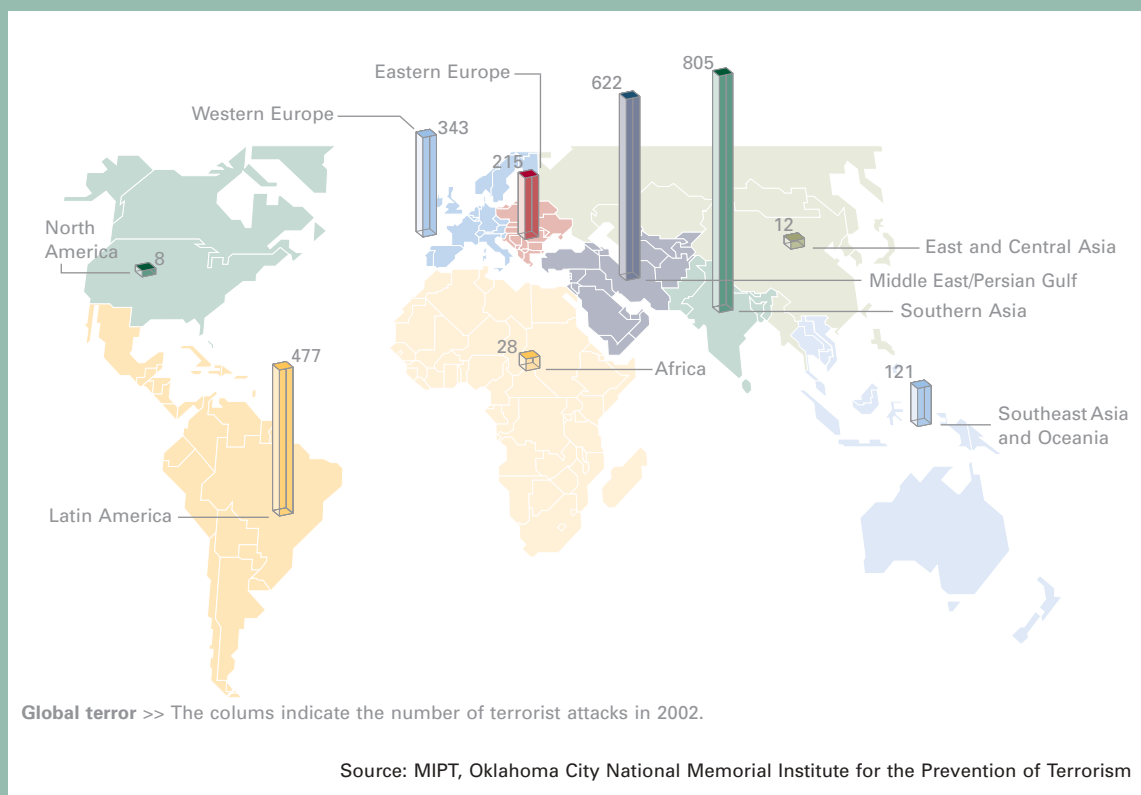 805
Eastern Europe
622
Western Europe
343
215
North
America
8
12
East and Central Asia
Middle East/Persian Gulf
Southern Asia
477
28
Africa
121
Southeast Asia
and Oceania
Latin America
Global terror >> The colums indicate the number of terrorist attacks in 2002.
Source: MIPT, Oklahoma City National Memorial Institute for the Prevention of Terrorism